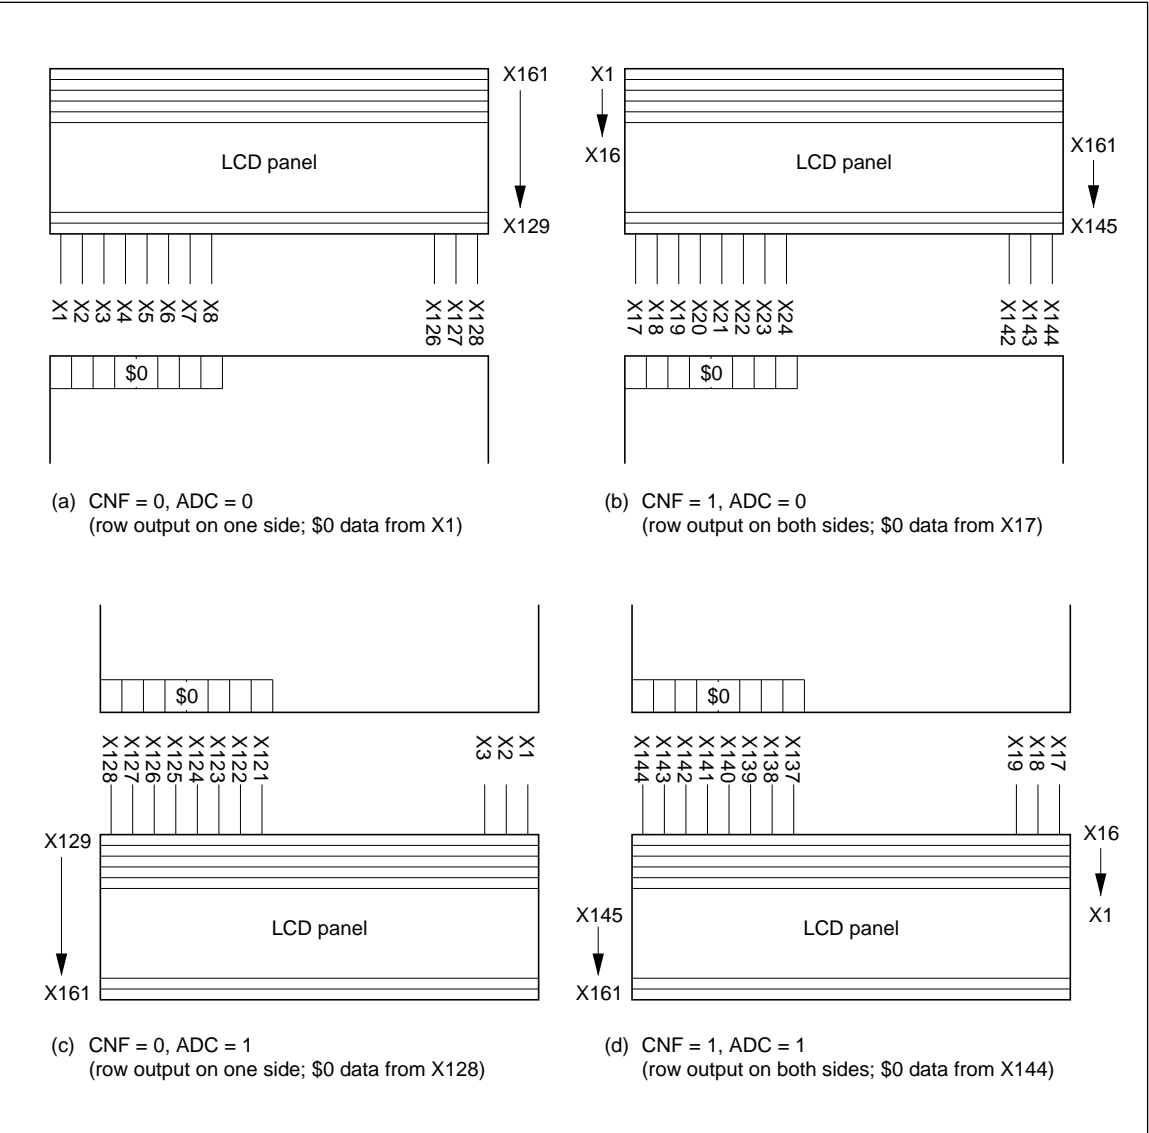 X161
LCD panel
X129
X1 X2 X3 X4 X5 X6 X7 X8 X126 X127 X128
$0
(a) CNF = 0, ADC = 0
(row output on one side; $0 data from X1)
X1
X16
LCD panel
X161
X145
X17 X18 X19 X20 X21 X22 X23 X24 X142 X143 X144
$0
(b) CNF = 1, ADC = 0
(row output on both sides; $0 data from X17)
$0
X128 X127 X126 X125 X124 X123 X122 X121 X3 X2 X1
X129
LCD panel
X161
(c) CNF = 0, ADC = 1
(row output on one side; $0 data from X128)
$0
X144 X143 X142 X141 X140 X139 X138 X137 X19 X18 X17
X16
X1
X145
LCD panel
X161
(d) CNF = 1, ADC = 1
(row output on both sides; $0 data from X144)